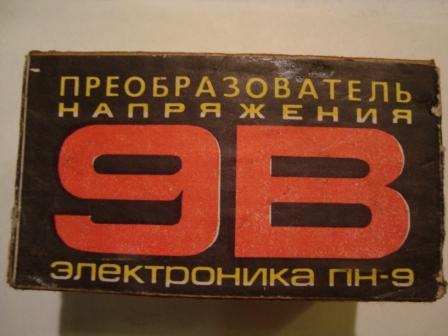 ПРЕОБРАЗОВАТЕЛЬ
НАПРЯЖЕНИЯ
9В
электроника пн-9